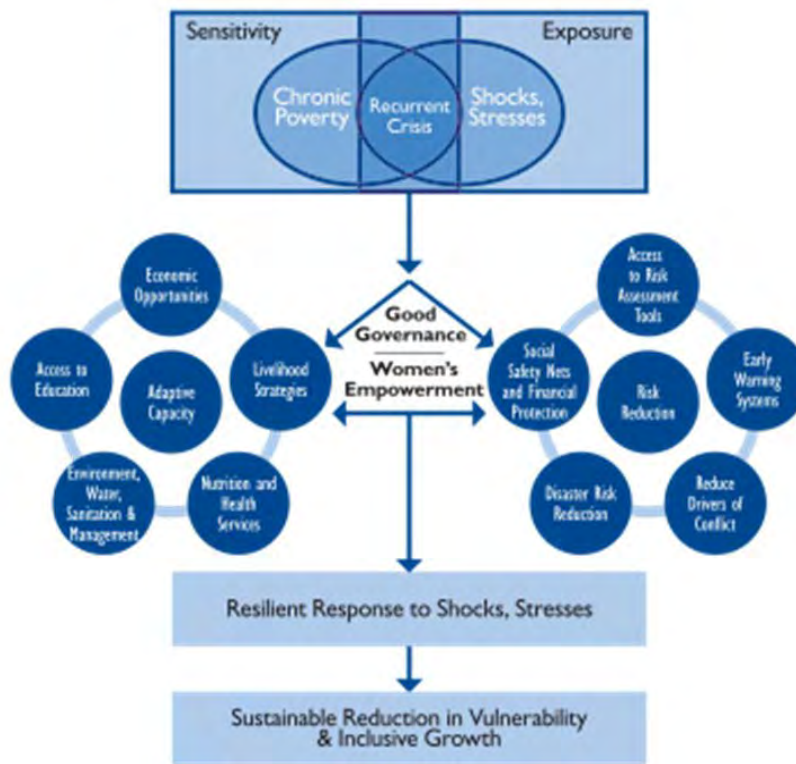 Sensitivity
Exposure
Chronic
Poverty
Recurrent
Crisis
Shocks,
Stresses
Good
Governance
Women's
Empowerment
Economic
Opportunities
Access to
Education
Livelihood
Strategies
Adaptive
Capacity
Environment,
Water,
Sanitation &
Management
Nutrition and
Health
Services
Access
to Risk
Assessment
Tools
Social
Safety Nets
and Financial
Protection
Early
Warning
Systems
Risk
Reduction
Disaster Risk
Reduction
Reduce
Drivers of
Conflict
Resilient Response to Shocks, Stresses
Sustainable Reduction in Vulnerability
& Inclusive Growth